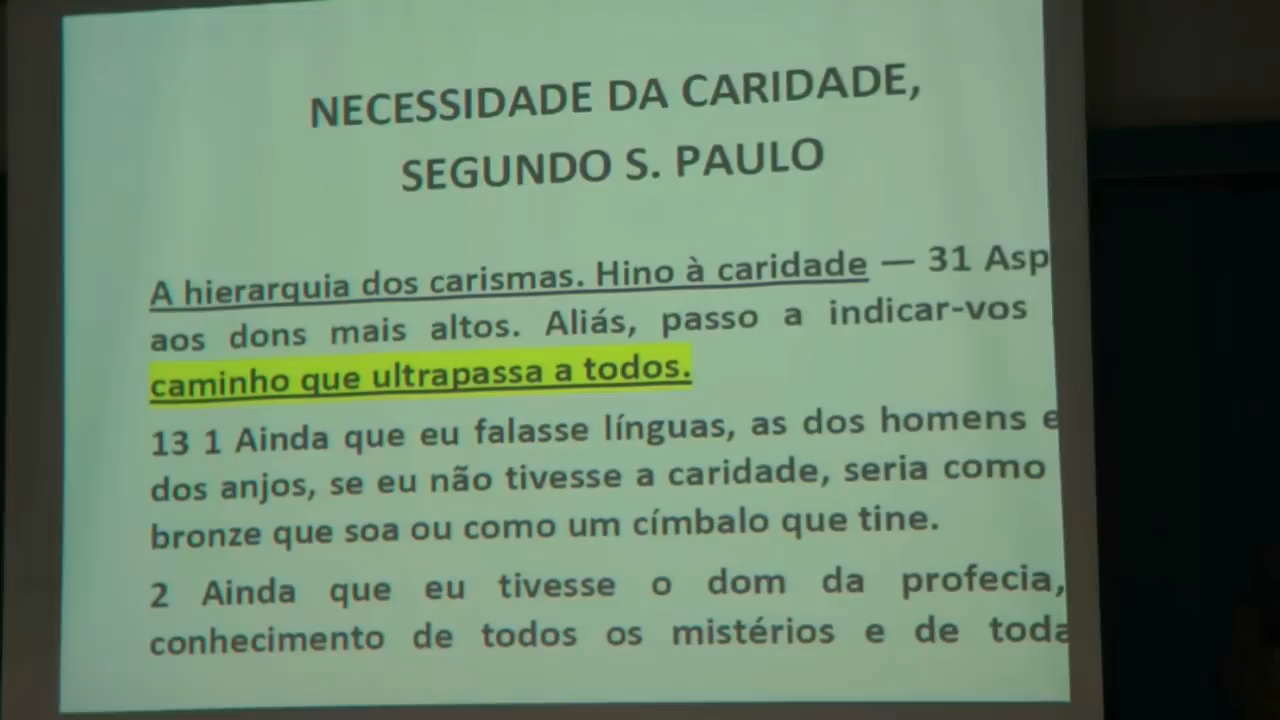 NECESSIDADE DA CARIDADE,
SEGUNDO S. PAULO
A hierarquia dos carismas. Hino à caridade — 31 Asp
aos dons mais altos. Aliás, passo a indicar-vos
caminho que ultrapassa a todos.
13 1 Ainda que eu falasse línguas, as dos homens e
dos anjos, se eu não tivesse a caridade, seria como
bronze que soa ou como um címbalo que tine.
2 Ainda que eu tivesse o dom da profecia,
conhecimento de todos os mistérios e de toda